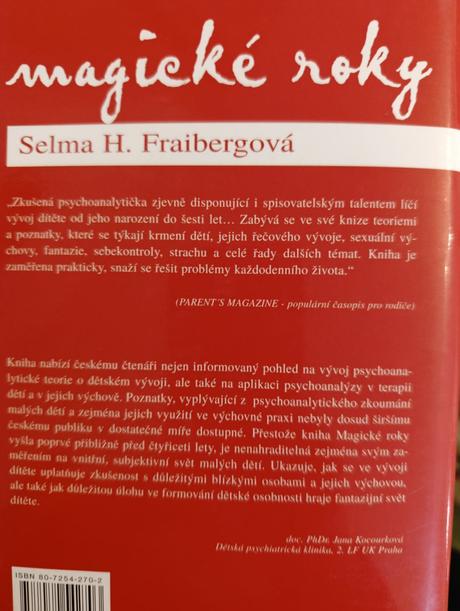 magické roky
Selma H. Fraibergová
„Zkušená psychoanalytička zjevně disponující i spisovatelským talentem líčí
vývoj dítěte od jeho narození do šesti let… Zabývá se ve své knize teoriemi
a poznatky, které se týkají krmení dětí, jejich řečového vývoje, sexuální vý-
chovy, fantazie, sebekontroly, strachu a celé řady dalších témat. Kniha je
zaměřena prakticky, snaží se řešit problémy každodenního života.“
(PARENT'S MAGAZINE - populární časopis pro rodiče)
Kniha nabízí českému čtenáři nejen informovaný pohled na vývoj psychoana-
lytické teorie o dětském vývoji, ale také na aplikaci psychoanalýzy v terapii
dětí a v jejich výchově. Poznatky, vyplývající z psychoanalytického zkoumání
malých dětí a zejména jejich využití ve výchovné praxi nebyly dosud širšímu
českému publiku v dostatečné míře dostupné. Přestože kniha Magické roky
vyšla poprvé přibližně před čtyřiceti lety, je nenahraditelná zejména svým za-
měřením na vnitřní, subjektivní svět malých dětí. Ukazuje, jak se ve vývoji
dítěte uplatňuje zkušenost s důležitými blízkými osobami a jejich výchovou,
ale také jak důležitou úlohu ve formování dětské osobnosti hraje fantazijní svět
dítěte.
doc. PhDr. Jana Kocourková
Dětská psychiatrická klinika, 2. LF UK Praha
ISBN 80-7254-270-2